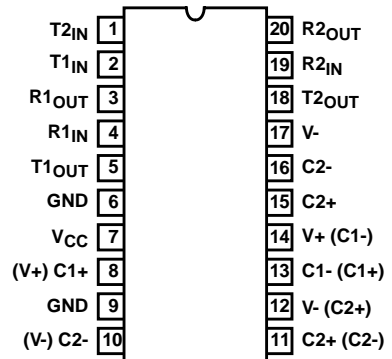 T2IN 1 20 R2OUT
T1IN 2 19 R2IN
R1OUT 3 18 T2OUT
R1IN 4 17 V-
T1OUT 5 16 C2-
GND 6 15 C2+
VCC 7 14 V+ (C1-)
(V+) C1+ 8 13 C1- (C1+)
GND 9 12 V- (C2+)
(V-) C2- 10 11 C2+ (C2-)